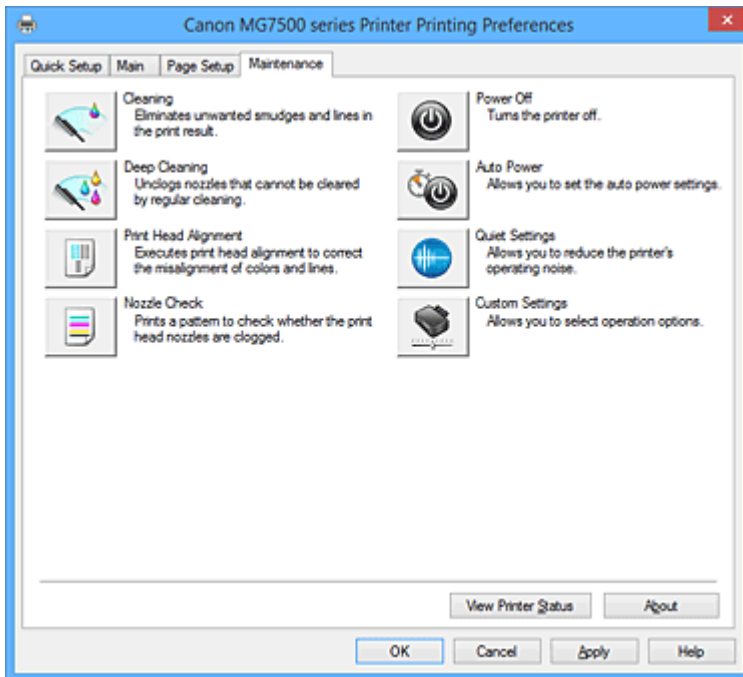 Canon MG7500 series Printer Printing Preferences
Quick Setup
Main
Page Setup
Maintenance
Cleaning
Eliminates unwanted smudges and lines in
the print result.
Deep Cleaning
Unclogs nozzles that cannot be cleared
by regular cleaning.
Print Head Alignment
Executes print head alignment to correct
the misalignment of colors and lines.
Nozzle Check
Prints a pattern to check whether the print
head nozzles are clogged.
Power Off
Turns the printer off.
Auto Power
Allows you to set the auto power settings.
Quiet Settings
Allows you to reduce the printer's
operating noise.
Custom Settings
Allows you to select operation options.
View Printer Status
About
OK
Cancel
Apply
Help